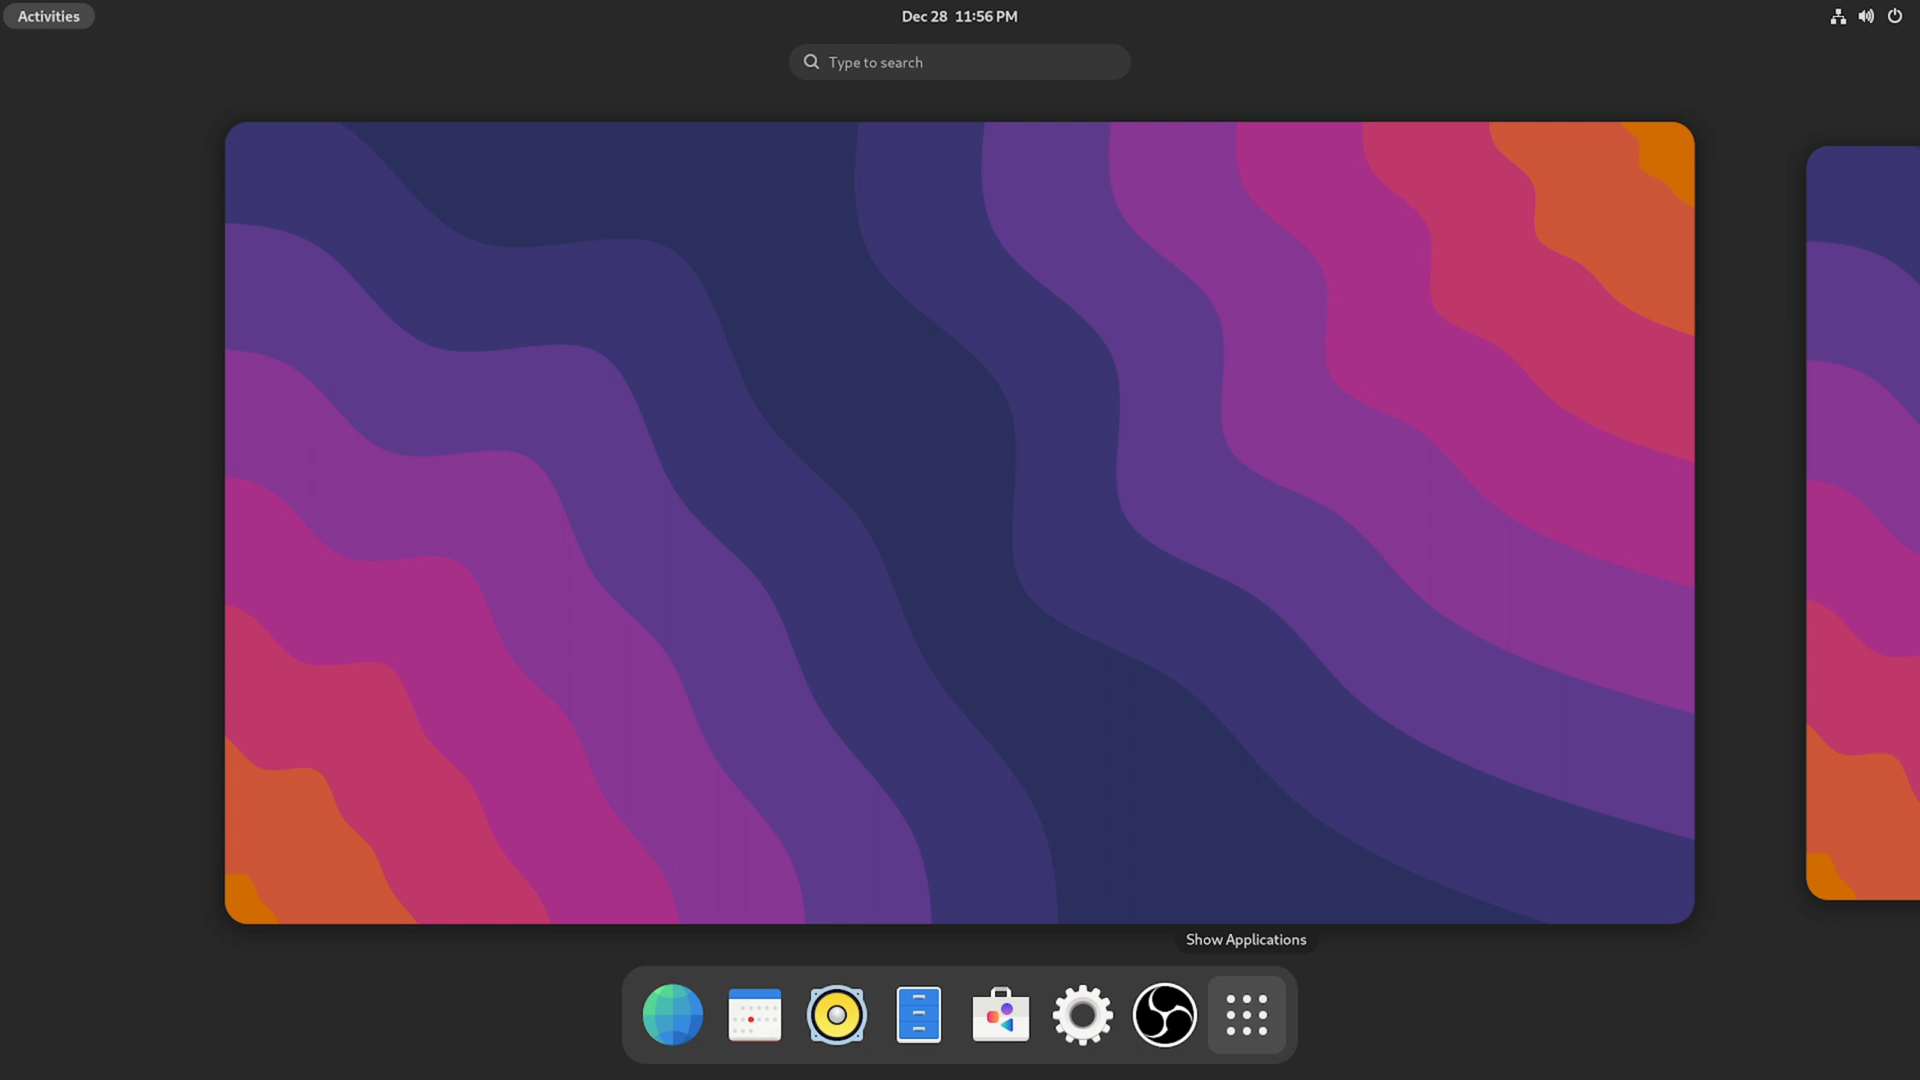 Activities
Dec 28 11:56 PM
Type to search
Show Applications